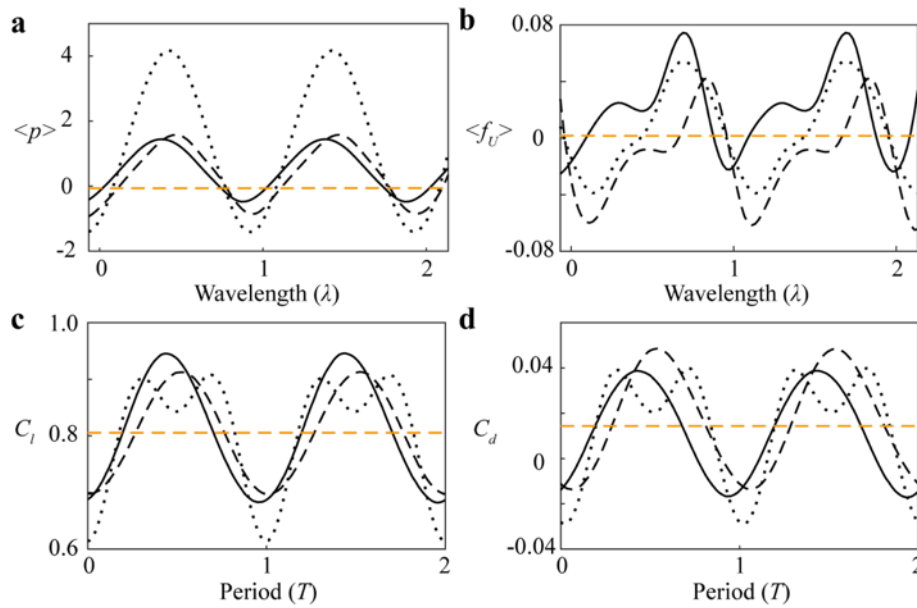 a
4
2
<p>
0
-2
0
1
2
Wavelength (λ)
b
0.08
<f_U>
0
-0.08
0
1
2
Wavelength (λ)
c
1.0
C_l
0.8
0.6
0
1
2
Period (T)
d
0.04
C_d
0
-0.04
0
1
2
Period (T)